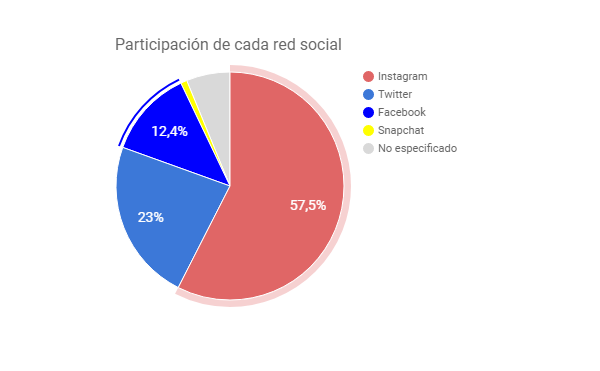 Participación de cada red social
Instagram
Twitter
Facebook
Snapchat
No especificado
12,4%
57,5%
23%